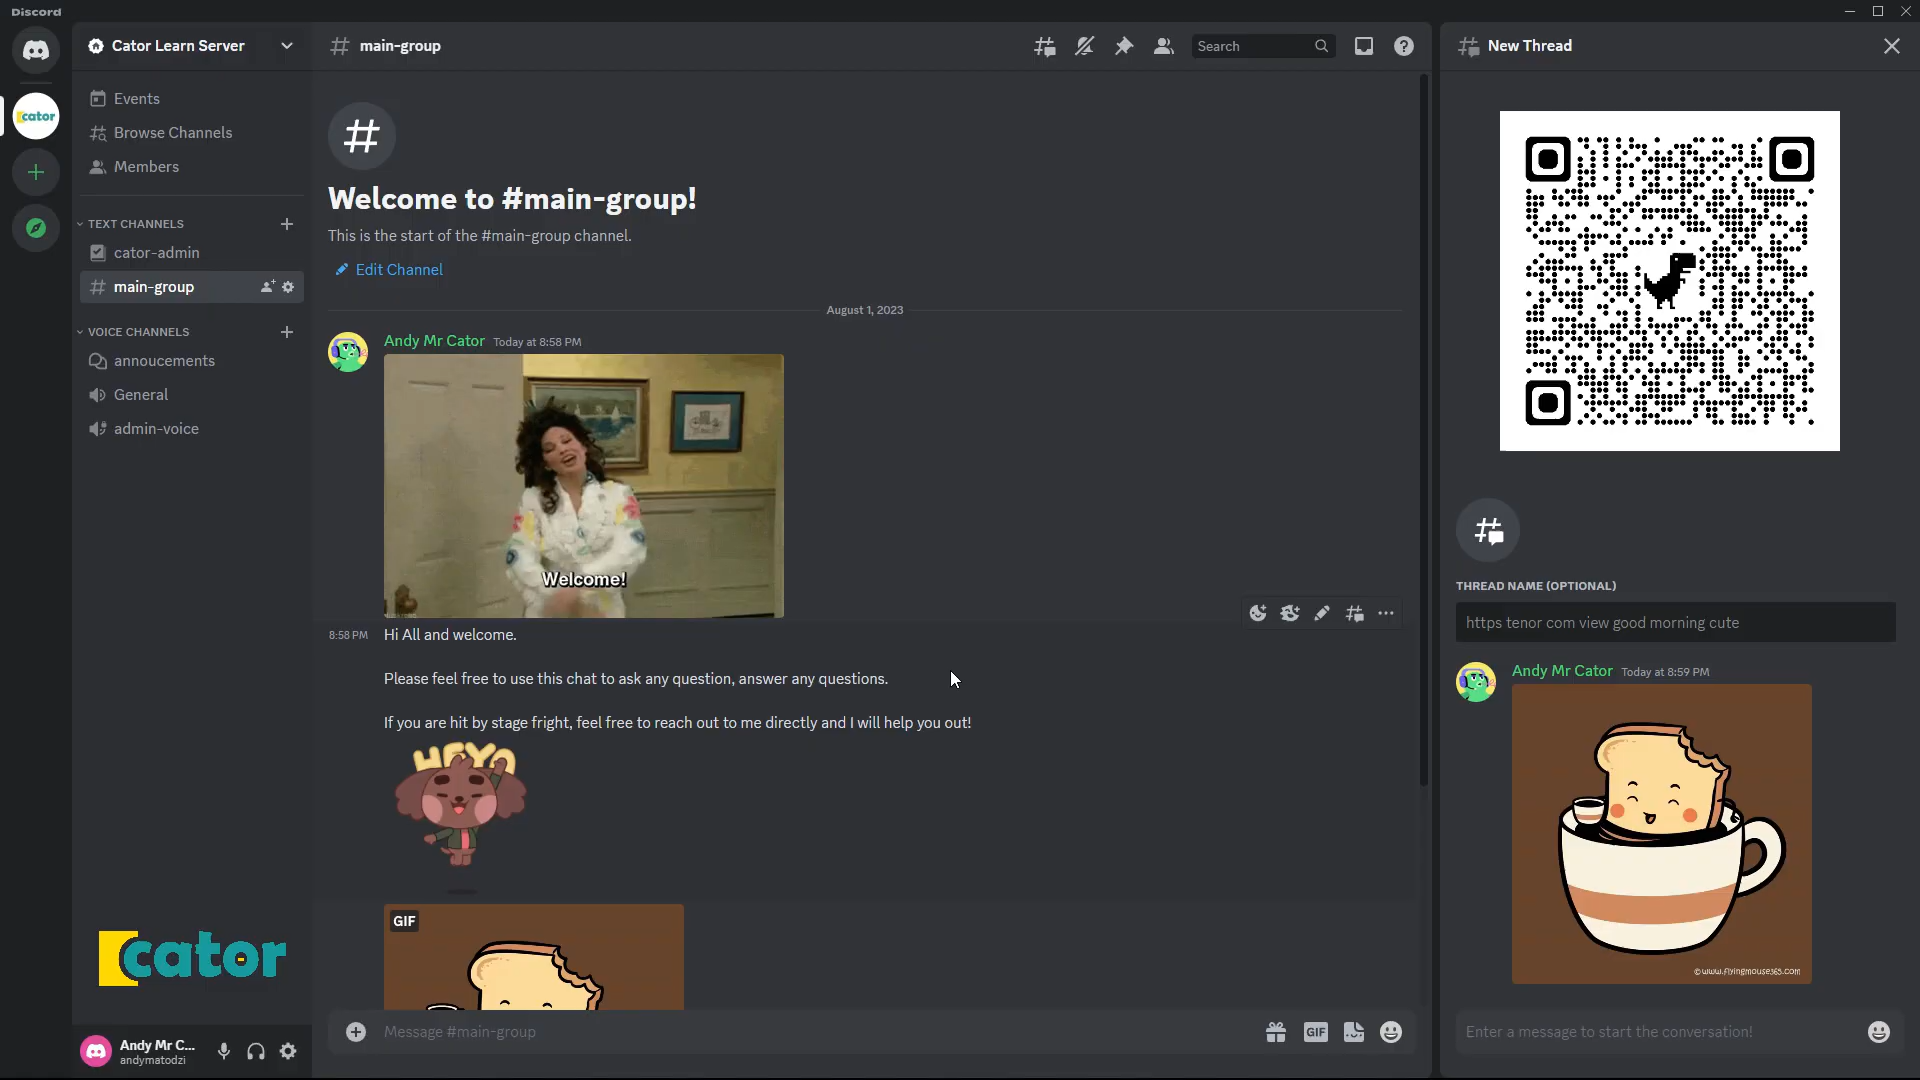 Discord
cator
Cator Learn Server
Events
Browse Channels
Members
TEXT CHANNELS
cator-admin
main-group
VOICE CHANNELS
annoucements
General
admin-voice
cator
Andy Mr C...
andymatodzi
main-group
Search
Welcome to #main-group!
This is the start of the #main-group channel.
Edit Channel
August 1, 2023
Andy Mr Cator Today at 8:58 PM
Welcome!
8:58 PM Hi All and welcome.
Please feel free to use this chat to ask any question, answer any questions.
If you are hit by stage fright, feel free to reach out to me directly and I will help you out!
HEYO
GIF
Message #main-group
GIF
New Thread
THREAD NAME (OPTIONAL)
https tenor com view good morning cute
Andy Mr Cator Today at 8:59 PM
©www.flyingmouse365.com
Enter a message to start the conversation!